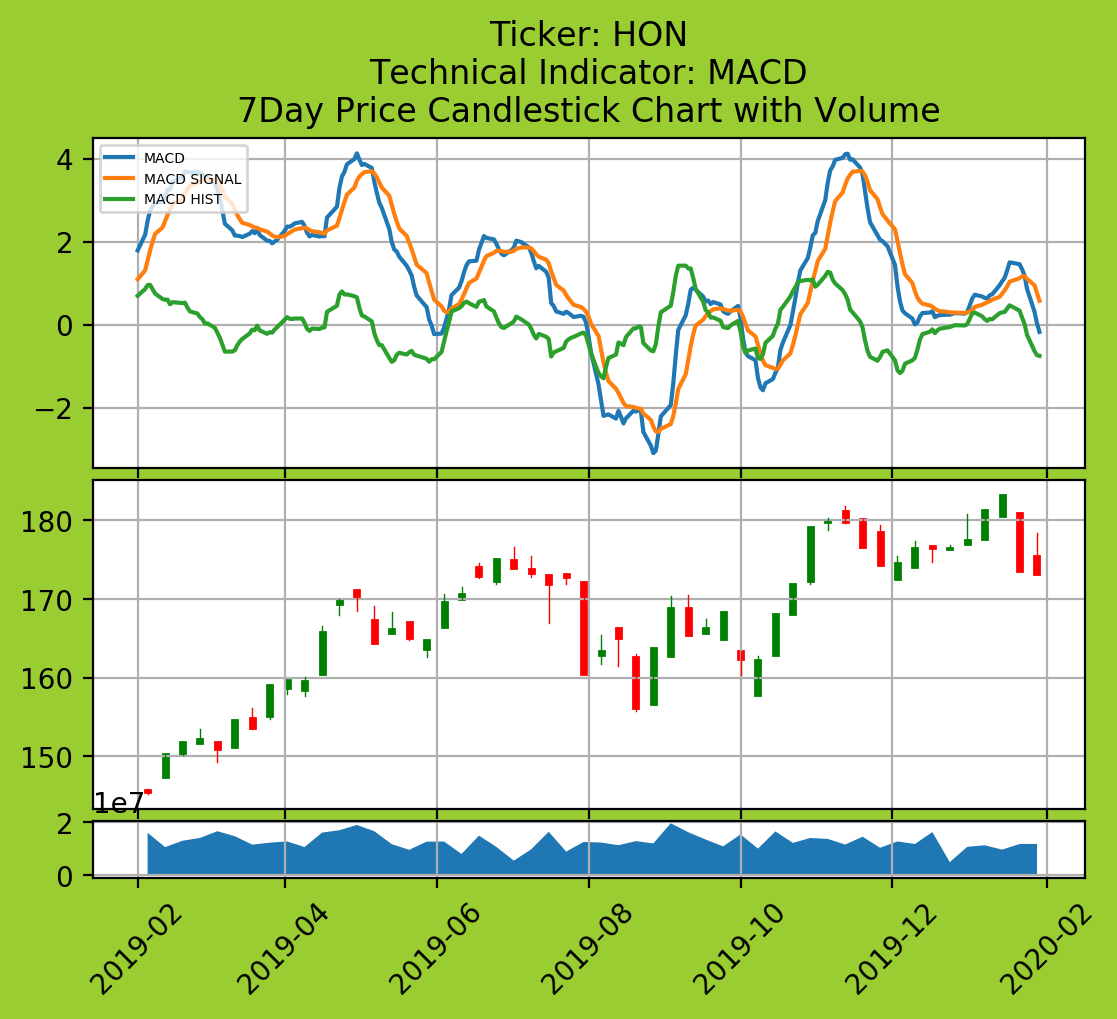 Ticker: HON
Technical Indicator: MACD
7Day Price Candlestick Chart with Volume
MACD
MACD SIGNAL
MACD HIST
4
2
0
−2
180
170
160
150
1e7
2
0
2019-02
2019-04
2019-06
2019-08
2019-10
2019-12
2020-02